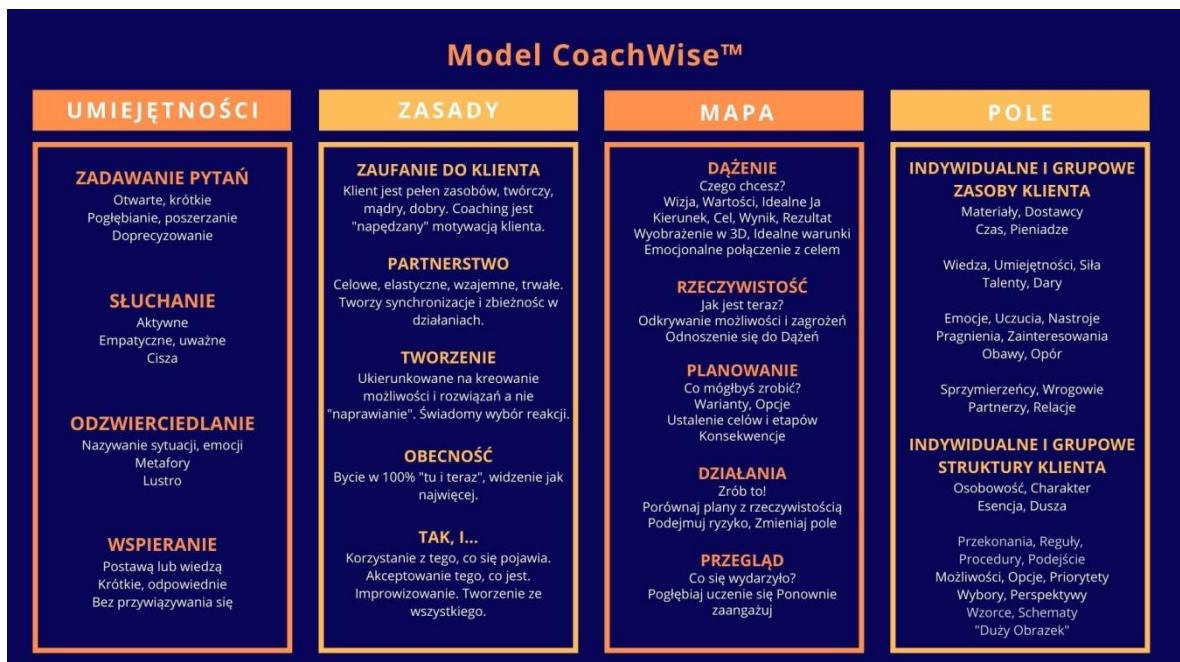 Model CoachWise™
UMIEJĘTNOŚCI
ZADAWANIE PYTAŃ
Otwarte, krótkie
Pogłębianie, poszerzanie
Doprecyzowanie
SŁUCHANIE
Aktywne
Empatyczne, uważne
Cisza
ODZWIERCIEDLANIE
Nazywanie sytuacji, emocji
Metafory
Lustro
WSPIERANIE
Postawą lub wiedzą
Krótkie, odpowiednie
Bez przywiązywania się
ZASADY
ZAUFANIE DO KLIENTA
Klient jest pełen zasobów, twórczy,
mądry, dobry. Coaching jest
"napędzany" motywacją klienta.
PARTNERSTWO
Celowe, elastyczne, wzajemne, trwałe.
Tworzy synchronizacje i zbieżnośc w
działaniach.
TWORZENIE
Ukierunkowane na kreowanie
możliwości i rozwiązań a nie
"naprawianie". Świadomy wybór reakcji.
OBECNOŚĆ
Bycie w 100% "tu i teraz", widzenie jak
najwięcej.
TAK, I...
Korzystanie z tego, co się pojawia.
Akceptowanie tego, co jest.
Improwizowanie. Tworzenie ze
wszystkiego.
MAPA
DĄŻENIE
Czego chcesz?
Wizja, Wartości, Idealne Ja
Kierunek, Cel, Wynik, Rezultat
Wyobrażenie w 3D, Idealne warunki
Emocjonalne połączenie z celem
RZECZYWISTOŚĆ
Jak jest teraz?
Odkrywanie możliwości i zagrożeń
Odnoszenie się do Dążeń
PLANOWANIE
Co mógłbyś zrobić?
Warianty, Opcje
Ustalenie celów i etapów
Konsekwencje
DZIAŁANIA
Zrób to!
Porównaj plany z rzeczywistością
Podejmuj ryzyko, Zmieniaj pole
PRZEGLĄD
Co się wydarzyło?
Pogłębiaj uczenie się Ponownie
zaangażuj
POLE
INDYWIDUALNE I GRUPOWE
ZASOBY KLIENTA
Materiały, Dostawcy
Czas, Pieniadze
Wiedza, Umiejętności, Siła
Talenty, Dary
Emocje, Uczucia, Nastroje
Pragnienia, Zainteresowania
Obawy, Opór
Sprzymierzeńcy, Wrogowie
Partnerzy, Relacje
INDYWIDUALNE I GRUPOWE
STRUKTURY KLIENTA
Osobowość, Charakter
Esencja, Dusza
Przekonania, Reguły,
Procedury, Podejście
Możliwości, Opcje, Priorytety
Wybory, Perspektywy
Wzorce, Schematy
"Duży Obrazek"